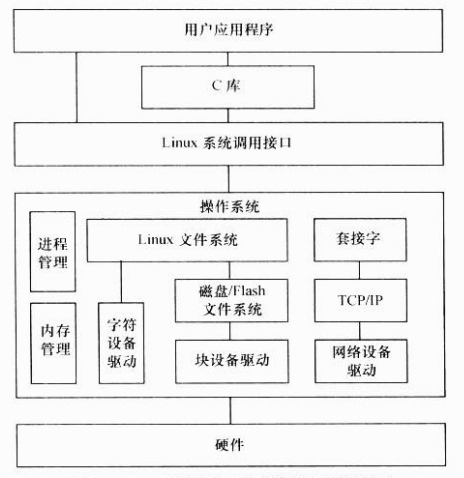 用户应用程序
C 库
Linux 系统调用接口
操作系统
进程
管理
Linux 文件系统
套接字
磁盘/Flash
文件系统
TCP/IP
内存
管理
字符
设备
驱动
块设备驱动
网络设备
驱动
硬件